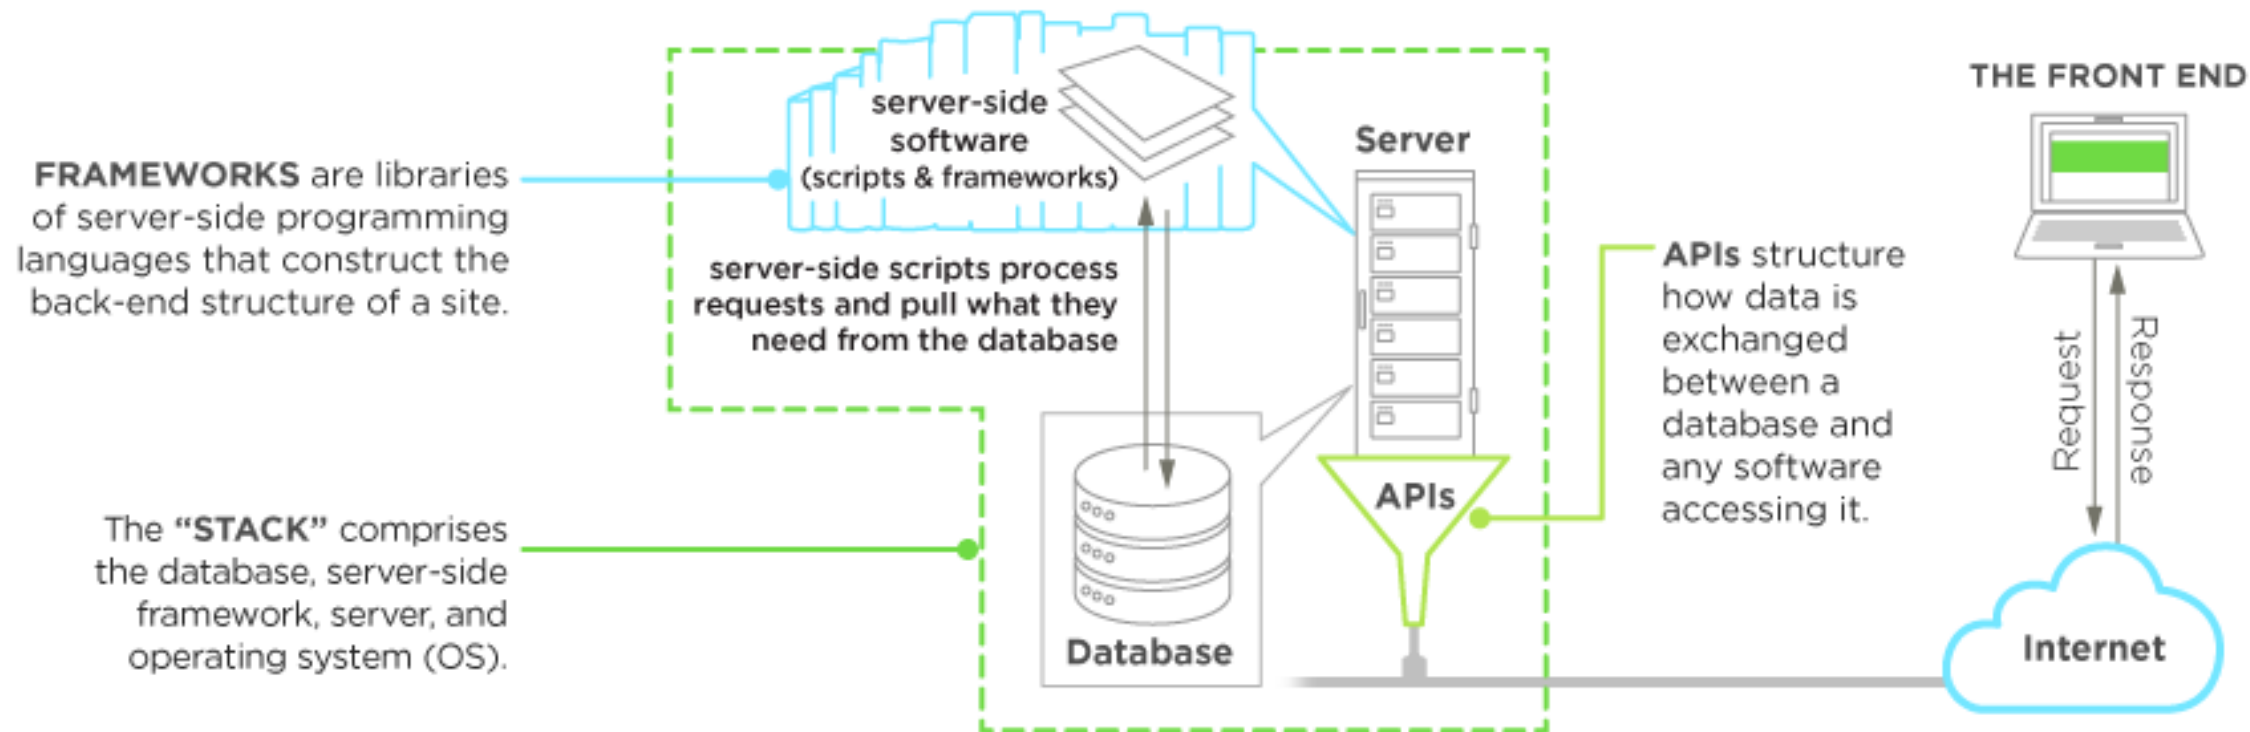 FRAMEWORKS are libraries
of server-side programming
languages that construct the
back-end structure of a site.
The “STACK” comprises
the database, server-side
framework, server, and
operating system (OS).
server-side
software
(scripts & frameworks)
server-side scripts process
requests and pull what they
need from the database
Database
Server
APIs
APIs structure
how data is
exchanged
between a
database and
any software
accessing it.
THE FRONT END
Request
Response
Internet